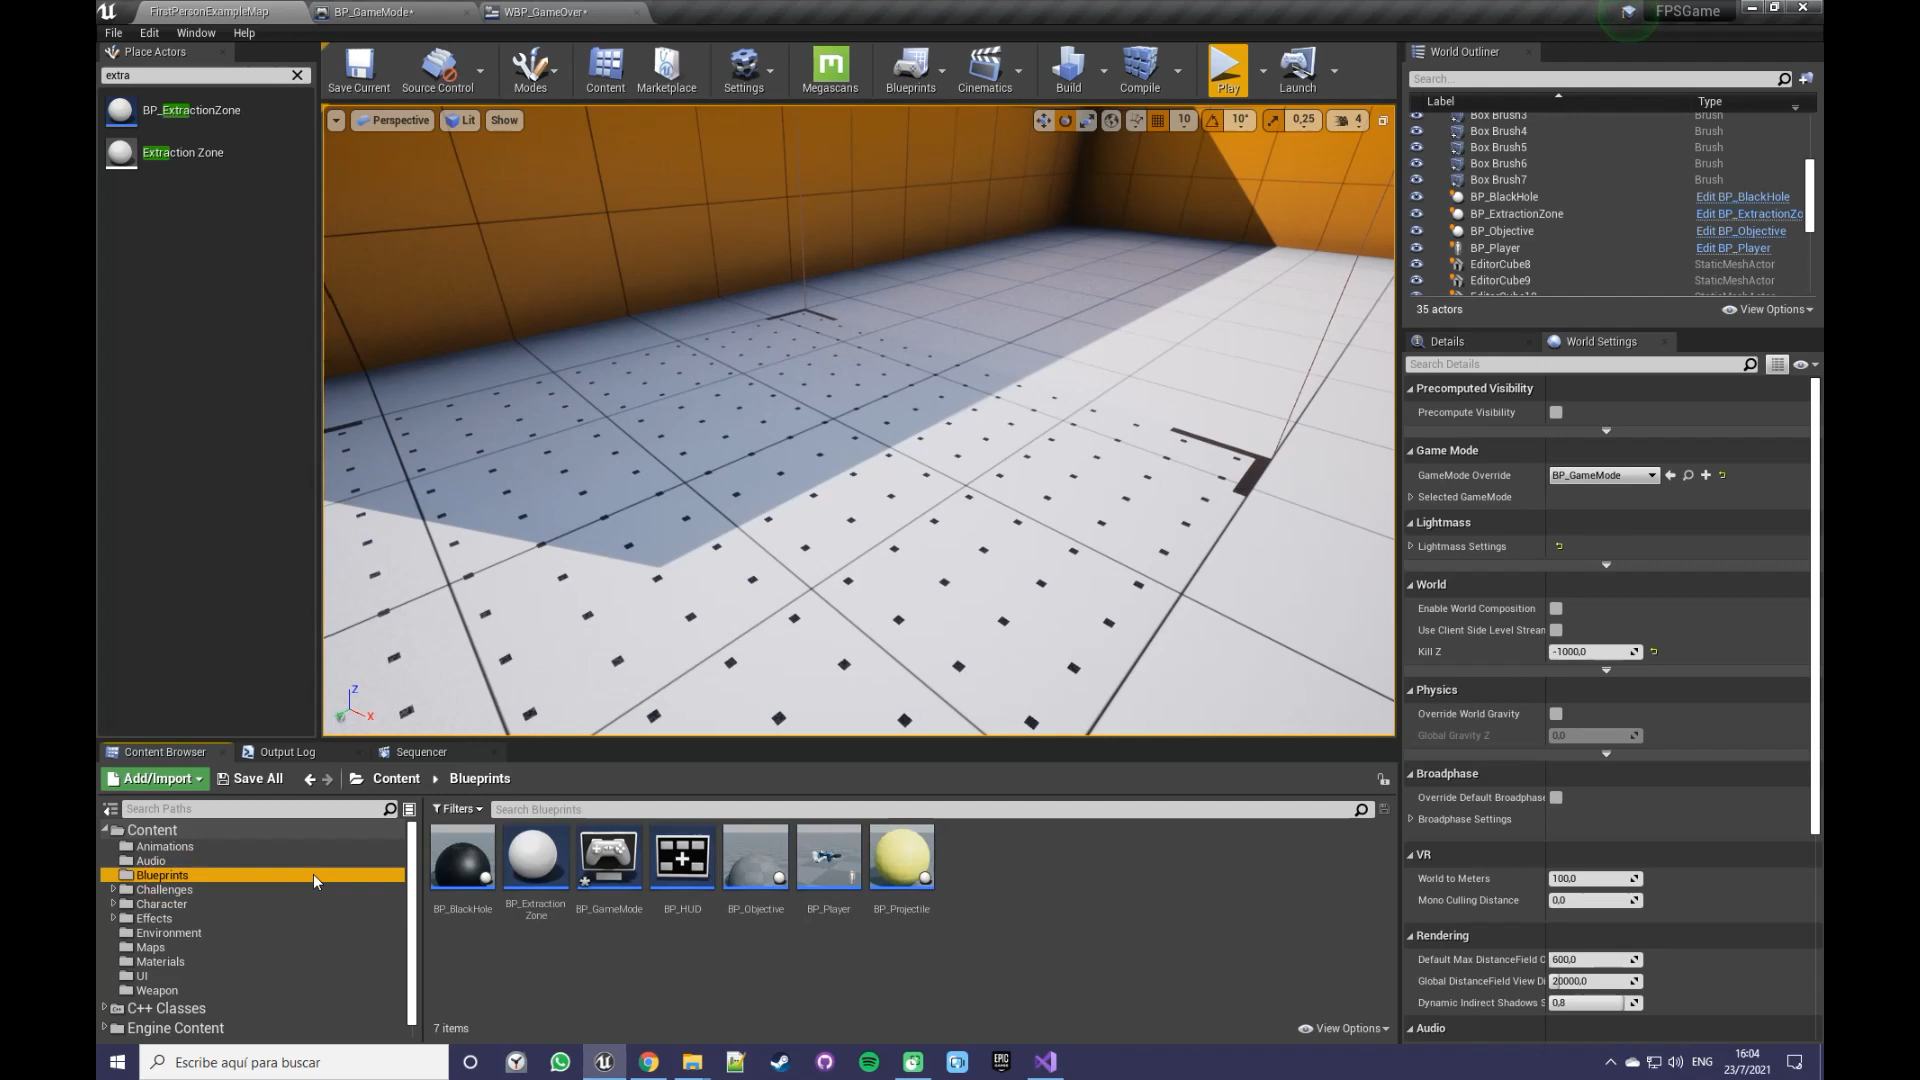 FirstPersonExampleMap
BP_GameMode*
WBP_GameOver*
FPSGame
File
Edit
Window
Help
Place Actors
extra
BP_ExtractionZone
Extraction Zone
Save Current
Source Control
Modes
Content
Marketplace
Settings
Megascans
Blueprints
Cinematics
Build
Compile
Play
Launch
Perspective
Lit
Show
10
10°
0,25
4
World Outliner
Search...
Label
Type
Box Brush3
Brush
Box Brush4
Brush
Box Brush5
Brush
Box Brush6
Brush
Box Brush7
Brush
BP_BlackHole
Edit BP_BlackHole
BP_ExtractionZone
Edit BP_ExtractionZo
BP_Objective
Edit BP_Objective
BP_Player
Edit BP_Player
EditorCube8
StaticMeshActor
EditorCube9
StaticMeshActor
35 actors
View Options
Details
World Settings
Search Details
Precomputed Visibility
Precompute Visibility
Game Mode
GameMode Override
BP_GameMode
Selected GameMode
Lightmass
Lightmass Settings
World
Enable World Composition
Use Client Side Level Stream
Kill Z
-1000,0
Physics
Override World Gravity
Global Gravity Z
0,0
Broadphase
Override Default Broadphase
Broadphase Settings
VR
World to Meters
100,0
Mono Culling Distance
0,0
Rendering
Default Max DistanceField O
600,0
Global DistanceField View Di
20000,0
Dynamic Indirect Shadows S
0,8
Audio
Z
X
Content Browser
Output Log
Sequencer
Add/Import
Save All
Content
Blueprints
Search Paths
Filters
Search Blueprints
Content
Animations
Audio
Blueprints
Challenges
Character
Effects
Environment
Maps
Materials
UI
Weapon
C++ Classes
Engine Content
BP_BlackHole
BP_Extraction
Zone
BP_GameMode
BP_HUD
BP_Objective
BP_Player
BP_Projectile
7 items
View Options
Escribe aquí para buscar
EPIC
GAMES
ENG
16:04
23/7/2021